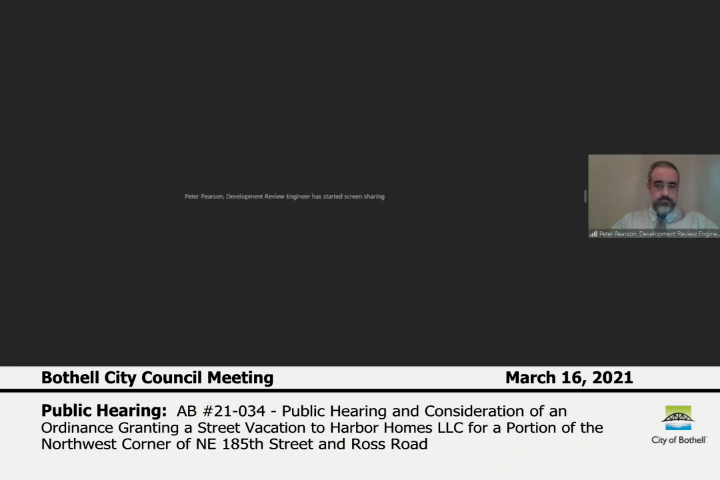 Peter Pearson, Development Review Engineer has started screen sharing
Peter Pearson, Development Review Engine...
Bothell City Council Meeting March 16, 2021
Public Hearing: AB #21-034 - Public Hearing and Consideration of an
Ordinance Granting a Street Vacation to Harbor Homes LLC for a Portion of the
Northwest Corner of NE 185th Street and Ross Road
City of Bothell